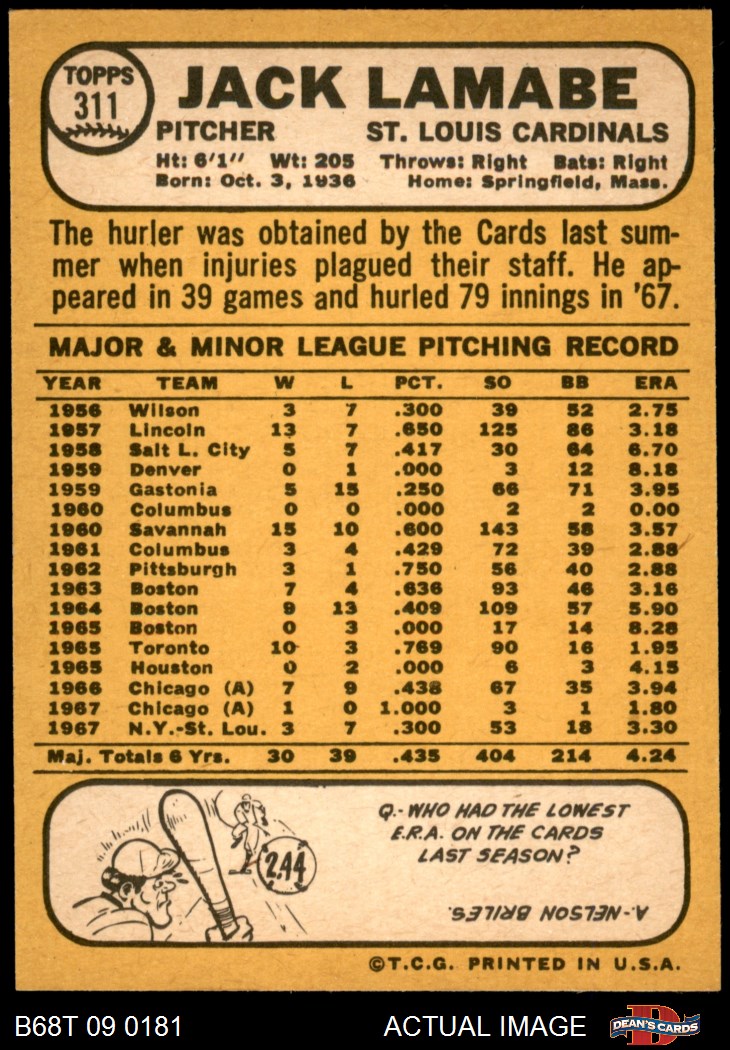 TOPPS
311
JACK LAMABE
PITCHER ST. LOUIS CARDINALS
Ht: 6'1" Wt: 205 Throws: Right Bats: Right
Born: Oct. 3, 1936 Home: Springfield, Mass.
The hurler was obtained by the Cards last sum-
mer when injuries plagued their staff. He ap-
peared in 39 games and hurled 79 innings in '67.
MAJOR & MINOR LEAGUE PITCHING RECORD
YEAR TEAM W L PCT. SO BB ERA
1956 Wilson 3 7 .300 39 52 2.75
1957 Lincoln 13 7 .650 125 86 3.18
1958 Salt L. City 5 7 .417 30 64 6.70
1959 Denver 0 1 .000 3 12 8.18
1959 Gastonia 5 15 .250 66 71 3.95
1960 Columbus 0 0 .000 2 2 0.00
1960 Savannah 15 10 .600 143 58 3.57
1961 Columbus 3 4 .429 72 39 2.88
1962 Pittsburgh 3 1 .750 56 40 2.88
1963 Boston 7 4 .636 93 46 3.16
1964 Boston 9 13 .409 109 57 5.90
1965 Boston 0 3 .000 17 14 8.28
1965 Toronto 10 3 .769 90 16 1.95
1965 Houston 0 2 .000 6 3 4.15
1966 Chicago (A) 7 9 .438 67 35 3.94
1967 Chicago (A) 1 0 1.000 3 1 1.80
1967 N.Y.-St. Lou. 3 7 .300 53 18 3.30
Maj. Totals 6 Yrs. 30 39 .435 404 214 4.24
2.44
Q.- WHO HAD THE LOWEST
E.R.A. ON THE CARDS
LAST SEASON?
A-NELSON BRILES.
©T.C.G. PRINTED IN U.S.A.
B68T 09 0181 ACTUAL IMAGE
D
DEAN'S CARDS